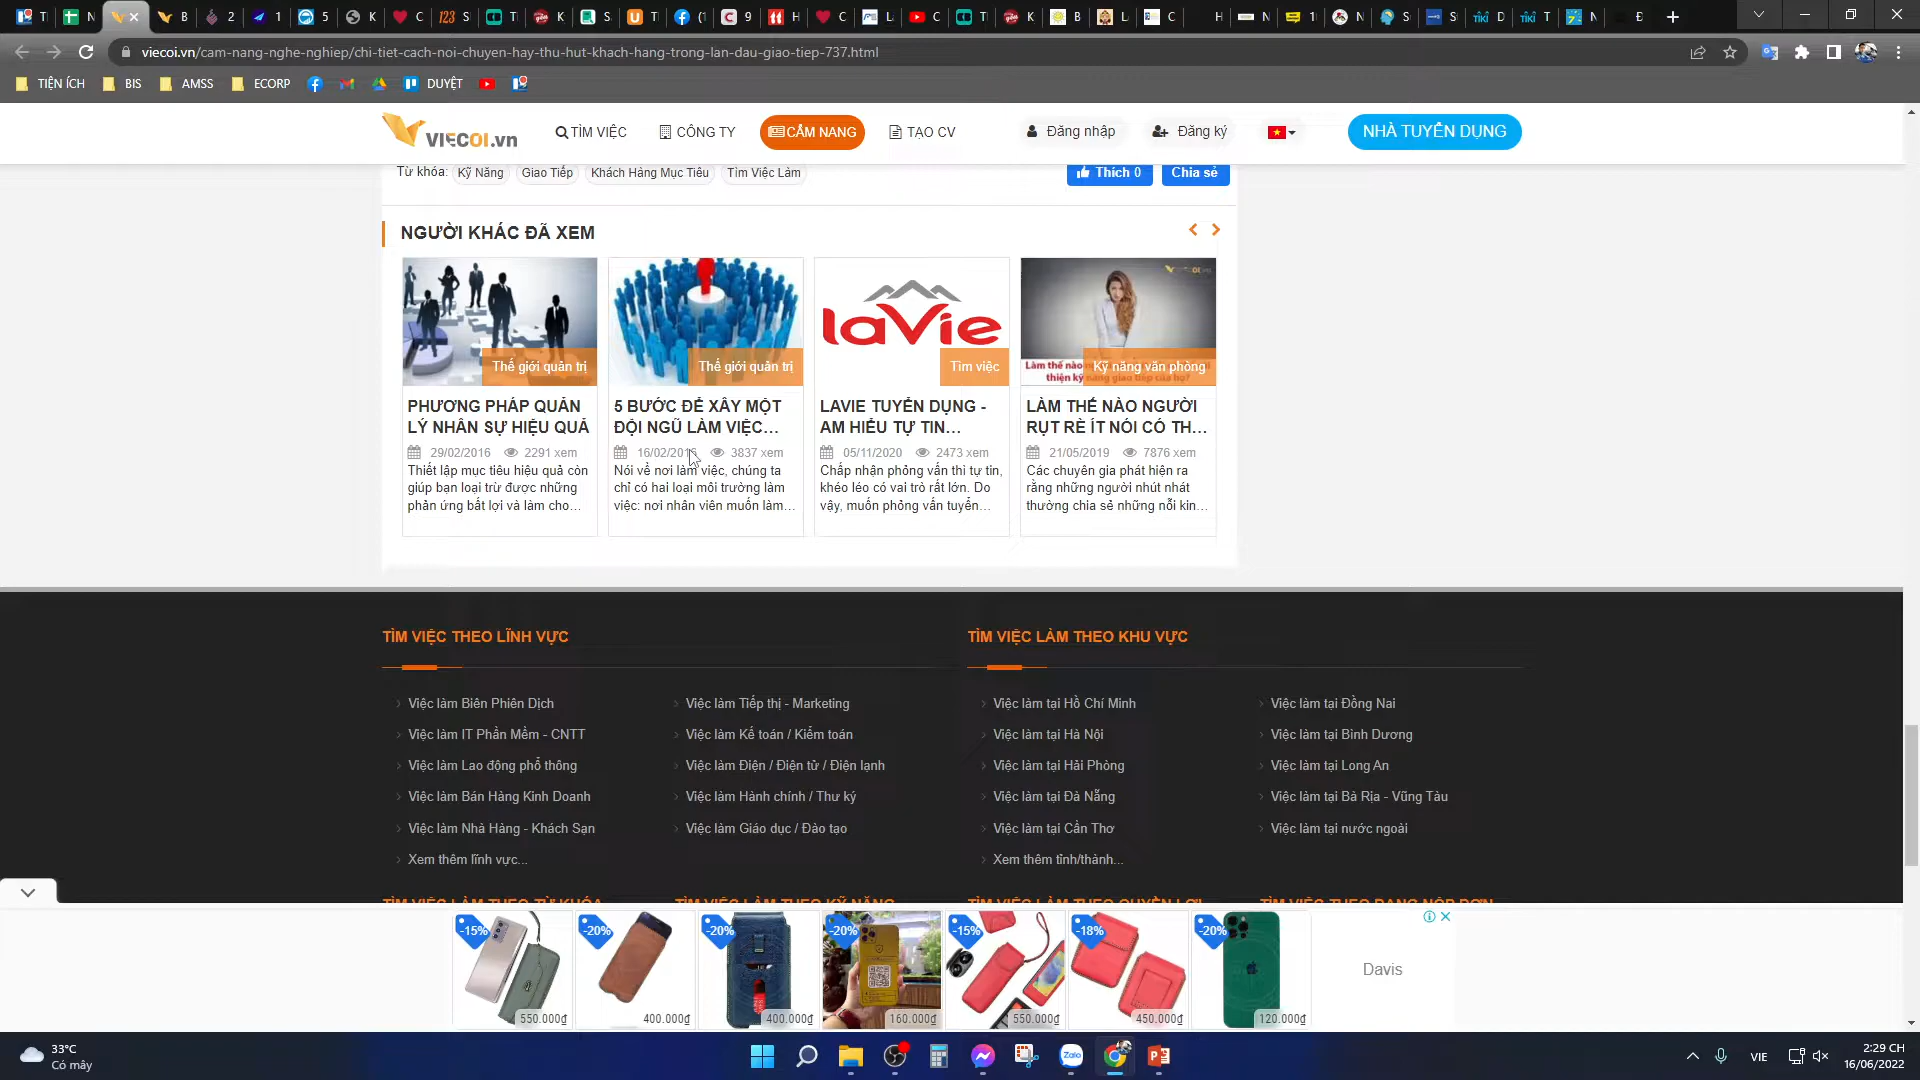 viecoi.vn/cam-nang-nghe-nghiep/chi-tiet-cach-noi-chuyen-hay-thu-hut-khach-hang-trong-lan-dau-giao-tiep-737.html
TIỆN ÍCH
BIS
AMSS
ECORP
DUYỆT
VIECOI.vn
TÌM VIỆC
CÔNG TY
CẨM NANG
TẠO CV
Đăng nhập
Đăng ký
NHÀ TUYỂN DỤNG
Từ khóa: Kỹ Năng Giao Tiếp Khách Hàng Mục Tiêu Tìm Việc Làm
Thích 0
Chia sẻ
NGƯỜI KHÁC ĐÃ XEM
Thế giới quản trị
PHƯƠNG PHÁP QUẢN
LÝ NHÂN SỰ HIỆU QUẢ
29/02/2016 2291 xem
Thiết lập mục tiêu hiệu quả còn
giúp bạn loại trừ được những
phản ứng bất lợi và làm cho...
Thế giới quản trị
5 BƯỚC ĐỂ XÂY MỘT
ĐỘI NGŨ LÀM VIỆC...
3837 xem
Nói về nơi làm việc, chúng ta
chỉ có hai loại môi trường làm
việc: nơi nhân viên muốn làm...
laVie
Tìm việc
LAVIE TUYỂN DỤNG -
AM HIỂU TỰ TIN...
05/11/2020 2473 xem
Chấp nhận phỏng vấn thì tự tin,
khéo léo có vai trò rất lớn. Do
vậy, muốn phỏng vấn tuyển...
Kỹ năng văn phòng
LÀM THẾ NÀO NGƯỜI
RỤT RÈ ÍT NÓI CÓ TH...
21/05/2019 7876 xem
Các chuyên gia phát hiện ra
rằng những người nhút nhát
thường chia sẻ những nỗi kin...
TÌM VIỆC THEO LĨNH VỰC
Việc làm Biên Phiên Dịch
Việc làm IT Phần Mềm - CNTT
Việc làm Lao động phổ thông
Việc làm Bán Hàng Kinh Doanh
Việc làm Nhà Hàng - Khách Sạn
Xem thêm lĩnh vực...
Việc làm Tiếp thị - Marketing
Việc làm Kế toán / Kiểm toán
Việc làm Điện / Điện tử / Điện lạnh
Việc làm Hành chính / Thư ký
Việc làm Giáo dục / Đào tạo
TÌM VIỆC LÀM THEO KHU VỰC
Việc làm tại Hồ Chí Minh
Việc làm tại Hà Nội
Việc làm tại Hải Phòng
Việc làm tại Đà Nẵng
Việc làm tại Cần Thơ
Xem thêm tỉnh/thành...
Việc làm tại Đồng Nai
Việc làm tại Bình Dương
Việc làm tại Long An
Việc làm tại Bà Rịa - Vũng Tàu
Việc làm tại nước ngoài
-15%
550.000₫
-20%
400.000₫
-20%
400.000₫
-20%
160.000₫
-15%
550.000₫
-18%
450.000₫
-20%
120.000₫
Davis
33°C
Có mây
Zalo
VIE
2:29 CH
16/06/2022